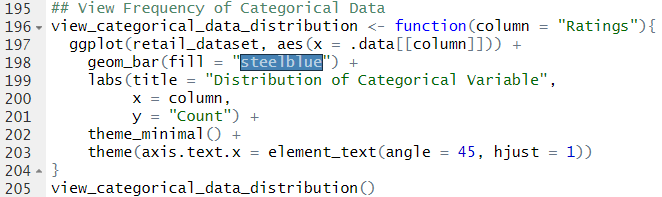 195 ## View Frequency of Categorical Data
196 view_categorical_data_distribution <- function(column = "Ratings"){
197   ggplot(retail_dataset, aes(x = .data[[column]])) +
198     geom_bar(fill = "steelblue") +
199     labs(title = "Distribution of Categorical Variable",
200          x = column,
201          y = "Count") +
202     theme_minimal() +
203     theme(axis.text.x = element_text(angle = 45, hjust = 1))
204 }
205 view_categorical_data_distribution()